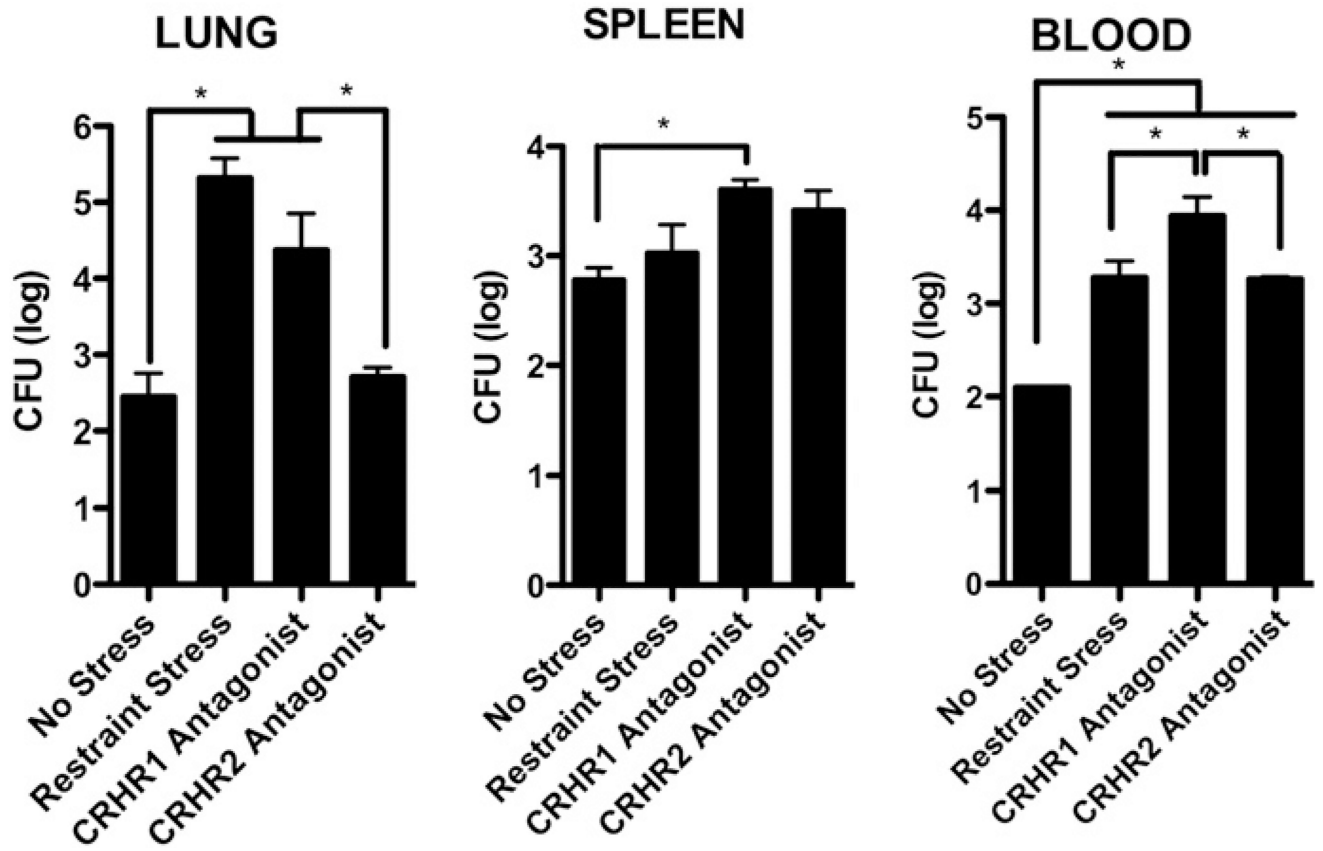 LUNG
* *
6
5
4
3
2
1
0
CFU (log)
No Stress
Restraint Stress
CRHR1 Antagonist
CRHR2 Antagonist
SPLEEN
*
4
3
2
1
0
CFU (log)
No Stress
Restraint Stress
CRHR1 Antagonist
CRHR2 Antagonist
BLOOD
*
* *
5
4
3
2
1
0
CFU (log)
No Stress
Restraint Sress
CRHR1 Antagonist
CRHR2 Antagonist